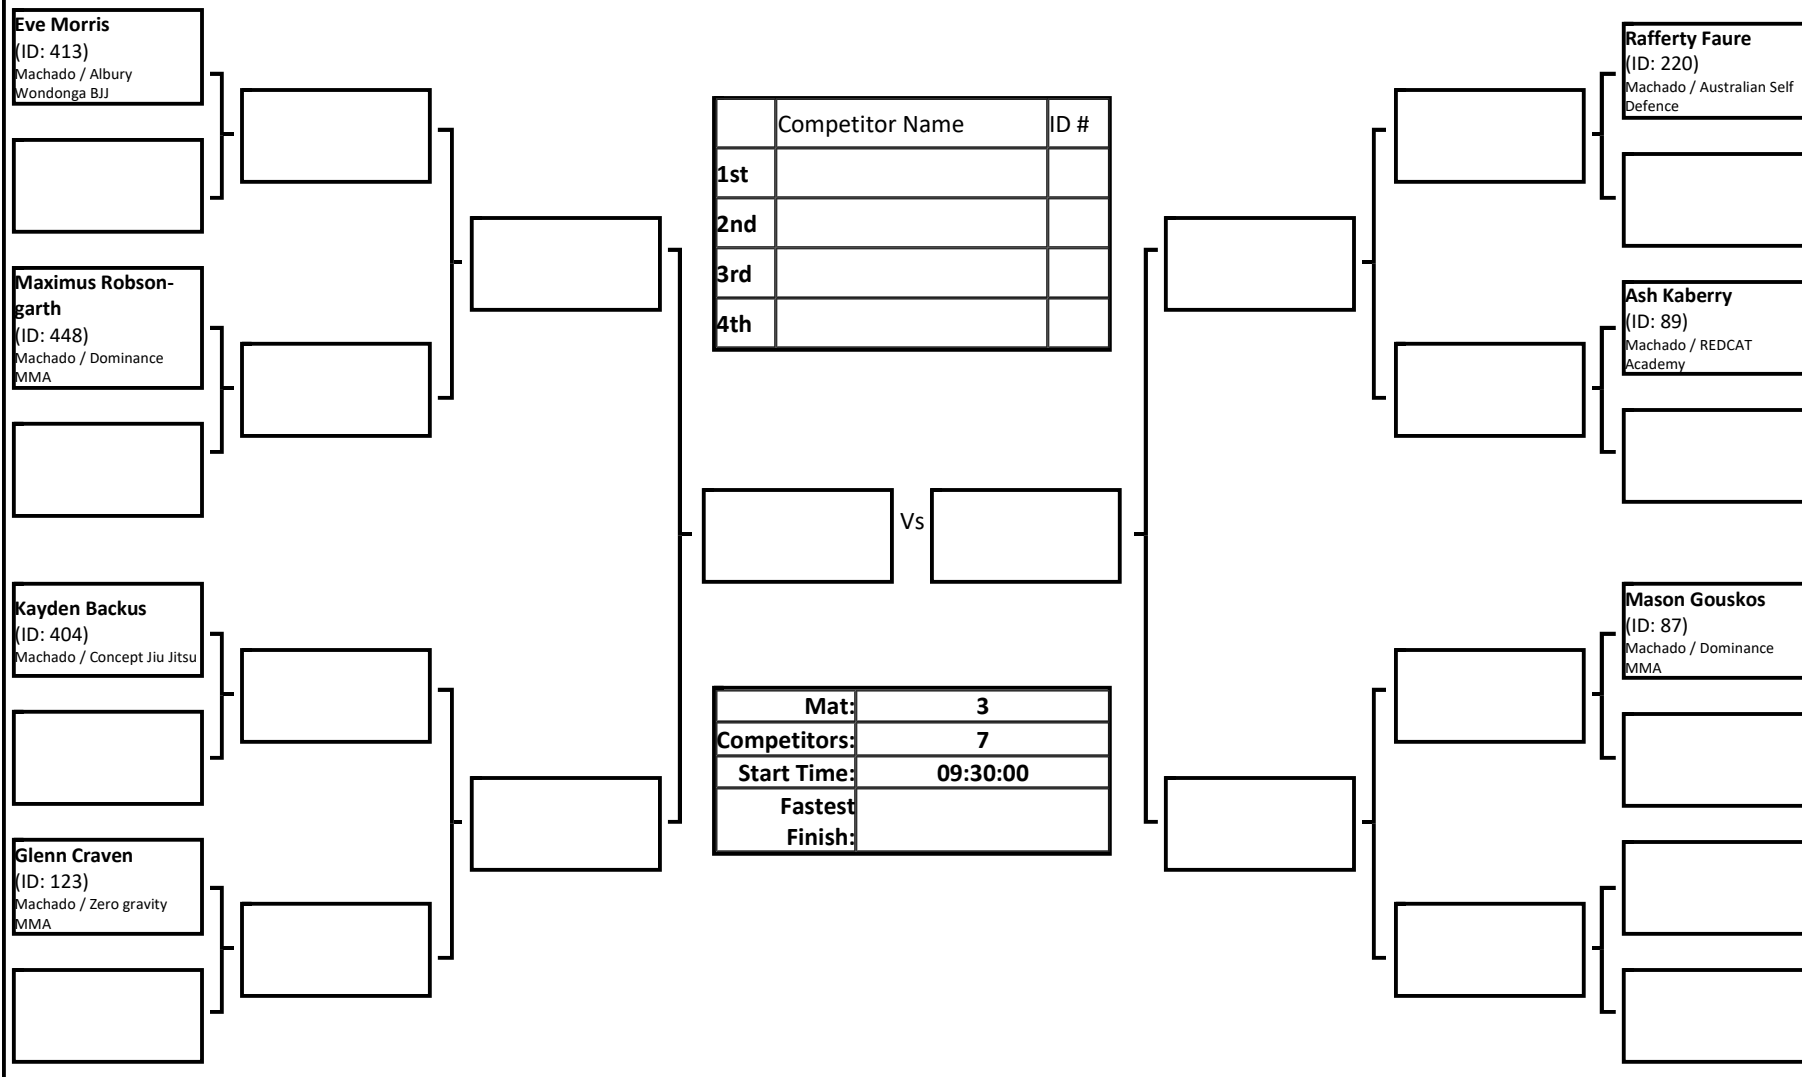 Eve Morris
(ID: 413)
Machado / Albury
Wondonga BJJ
Maximus Robson-
garth
(ID: 448)
Machado / Dominance
MMA
Kayden Backus
(ID: 404)
Machado / Concept Jiu Jitsu
Glenn Craven
(ID: 123)
Machado / Zero gravity
MMA
Competitor Name ID #
1st
2nd
3rd
4th
Vs
Mat: 3
Competitors: 7
Start Time: 09:30:00
Fastest
Finish:
Rafferty Faure
(ID: 220)
Machado / Australian Self
Defence
Ash Kaberry
(ID: 89)
Machado / REDCAT
Academy
Mason Gouskos
(ID: 87)
Machado / Dominance
MMA